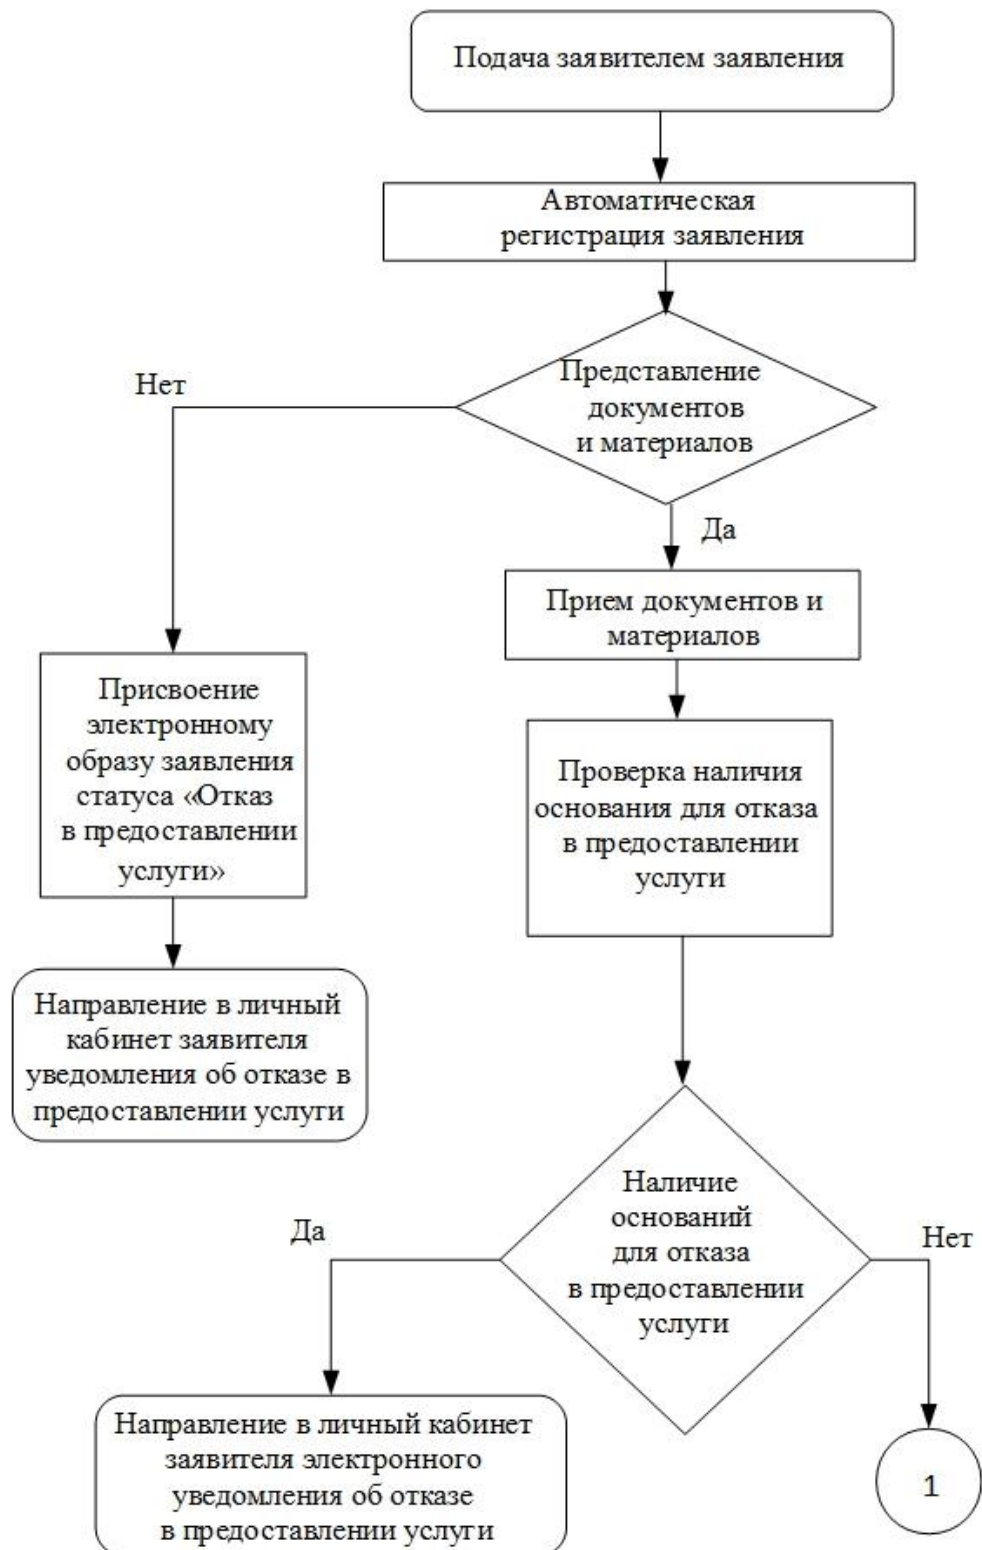 Подача заявителем заявления
Автоматическая
регистрация заявления
Представление
документов
и материалов
Нет
Да
Прием документов и
материалов
Присвоение
электронному
образу заявления
статуса «Отказ
в предоставлении
услуги»
Проверка наличия
основания для отказа
в предоставлении
услуги
Направление в личный
кабинет заявителя
уведомления об отказе в
предоставлении услуги
Наличие
оснований
для отказа
в предоставлении
услуги
Да
Нет
Направление в личный кабинет
заявителя электронного
уведомления об отказе
в предоставлении услуги
1